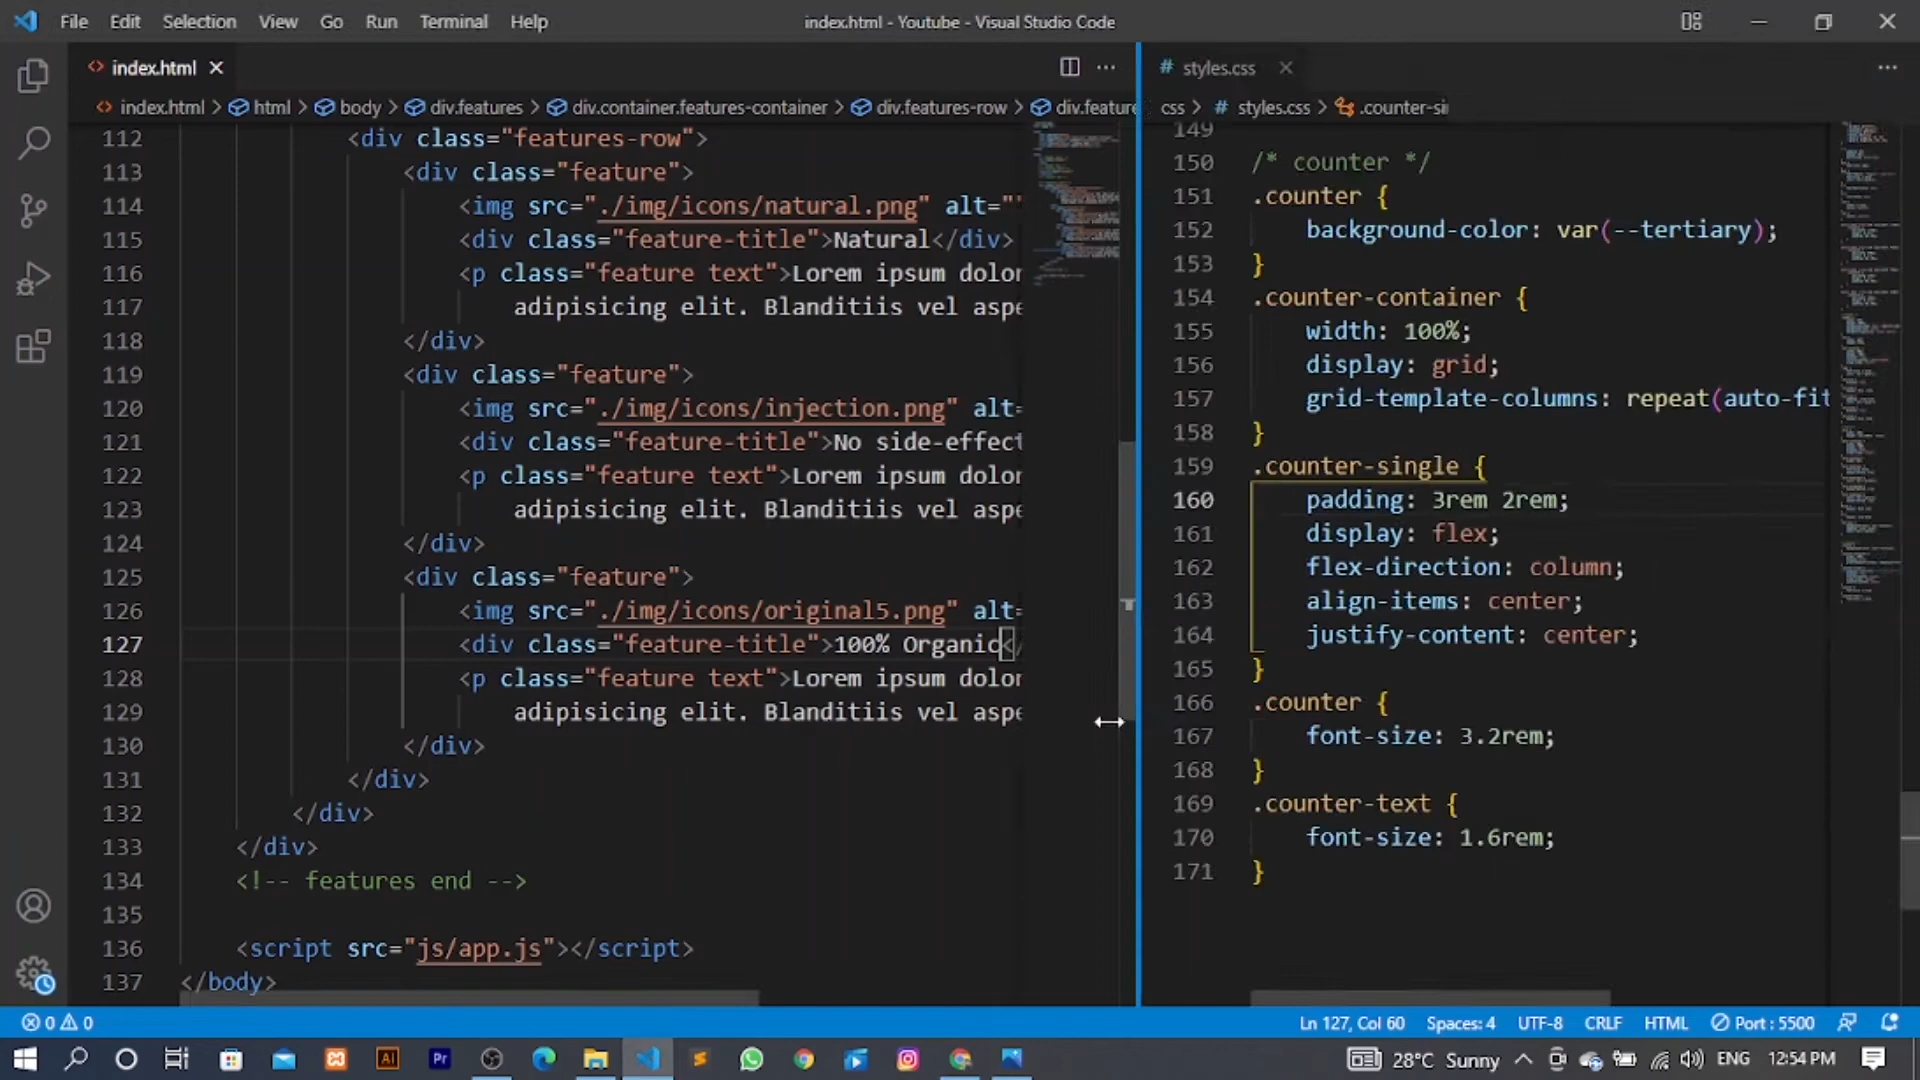 File Edit Selection View Go Run Terminal Help
index.html - Youtube - Visual Studio Code
index.html
index.html > html > body > div.features > div.container.features-container > div.features-row > div.feature
112 <div class="features-row">
113 <div class="feature">
114 <img src="./img/icons/natural.png" alt=""
115 <div class="feature-title">Natural</div>
116 <p class="feature text">Lorem ipsum dolor
117 adipisicing elit. Blanditiis vel aspe
118 </div>
119 <div class="feature">
120 <img src="./img/icons/injection.png" alt=
121 <div class="feature-title">No side-effect
122 <p class="feature text">Lorem ipsum dolor
123 adipisicing elit. Blanditiis vel aspe
124 </div>
125 <div class="feature">
126 <img src="./img/icons/original5.png" alt=
127 <div class="feature-title">100% Organic</
128 <p class="feature text">Lorem ipsum dolor
129 adipisicing elit. Blanditiis vel aspe
130 </div>
131 </div>
132 </div>
133 </div>
134 <!-- features end -->
135
136 <script src="js/app.js"></script>
137 </body>
# styles.css
css > # styles.css > .counter-si
149
150 /* counter */
151 .counter {
152 background-color: var(--tertiary);
153 }
154 .counter-container {
155 width: 100%;
156 display: grid;
157 grid-template-columns: repeat(auto-fit
158 }
159 .counter-single {
160 padding: 3rem 2rem;
161 display: flex;
162 flex-direction: column;
163 align-items: center;
164 justify-content: center;
165 }
166 .counter {
167 font-size: 3.2rem;
168 }
169 .counter-text {
170 font-size: 1.6rem;
171 }
0 0 Ln 127, Col 60 Spaces: 4 UTF-8 CRLF HTML Port : 5500
Ai Pr 28°C Sunny ENG 12:54 PM